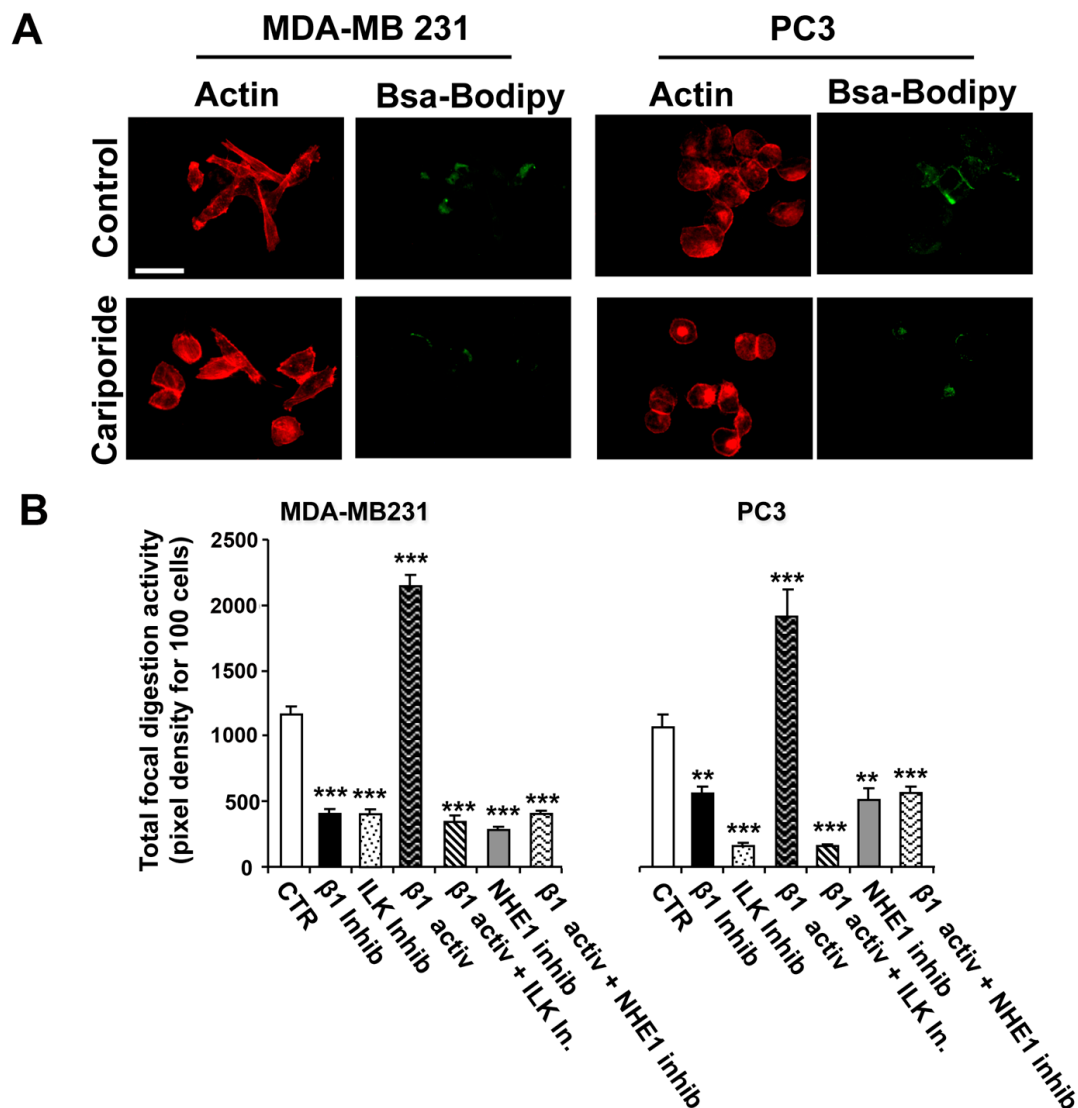 A
MDA-MB 231
PC3
Actin
Bsa-Bodipy
Actin
Bsa-Bodipy
Control
Cariporide
B
MDA-MB231
PC3
Total focal digestion activity
(pixel density for 100 cells)
2500
2000
1500
1000
500
0
***
***
***
***
***
***
**
***
***
***
**
***
CTR
β1 Inhib
ILK Inhib
β1 activ
β1 activ + ILK In.
NHE1 inhib
β1 activ + NHE1 inhib
CTR
β1 Inhib
ILK Inhib
β1 activ
β1 activ + ILK In.
NHE1 inhib
β1 activ + NHE1 inhib